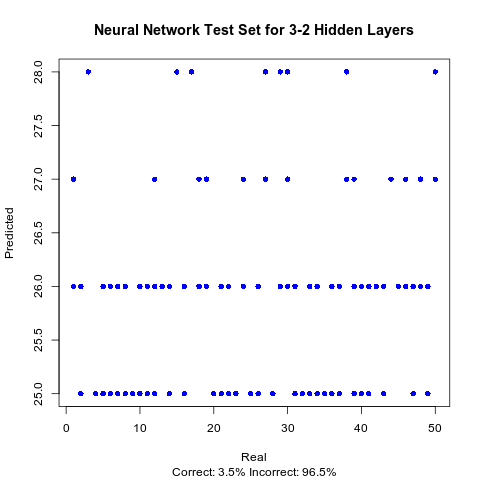 Neural Network Test Set for 3-2 Hidden Layers
28.0
27.5
27.0
26.5
26.0
25.5
25.0
Predicted
0 10 20 30 40 50
Real
Correct: 3.5% Incorrect: 96.5%